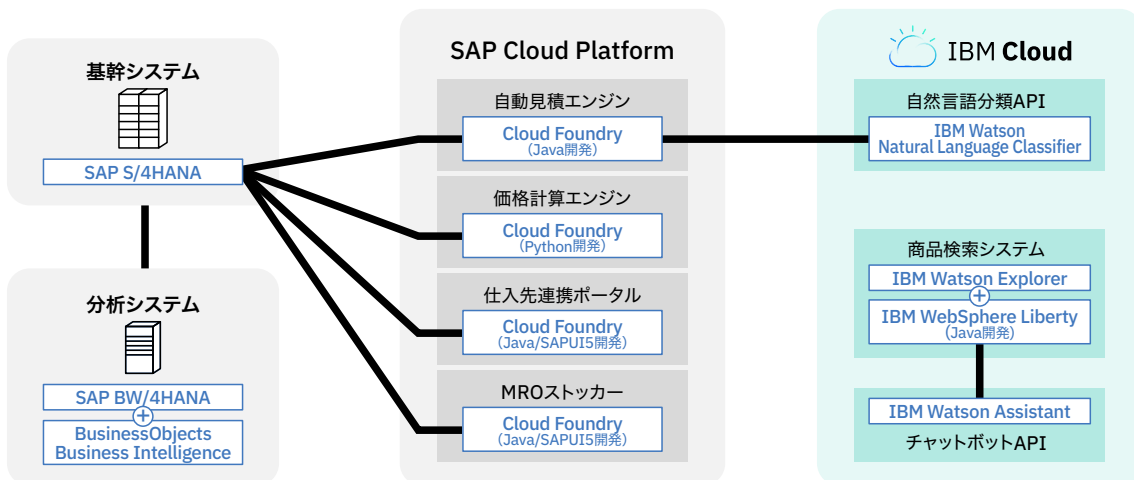 基幹システム
SAP S/4HANA
分析システム
SAP BW/4HANA
+
BusinessObjects
Business Intelligence
SAP Cloud Platform
自動見積エンジン
Cloud Foundry
(Java開発)
価格計算エンジン
Cloud Foundry
(Python開発)
仕入先連携ポータル
Cloud Foundry
(Java/SAPUI5開発)
MROストッカー
Cloud Foundry
(Java/SAPUI5開発)
IBM Cloud
自然言語分類API
IBM Watson
Natural Language Classifier
商品検索システム
IBM Watson Explorer
+
IBM WebSphere Liberty
(Java開発)
IBM Watson Assistant
チャットボットAPI